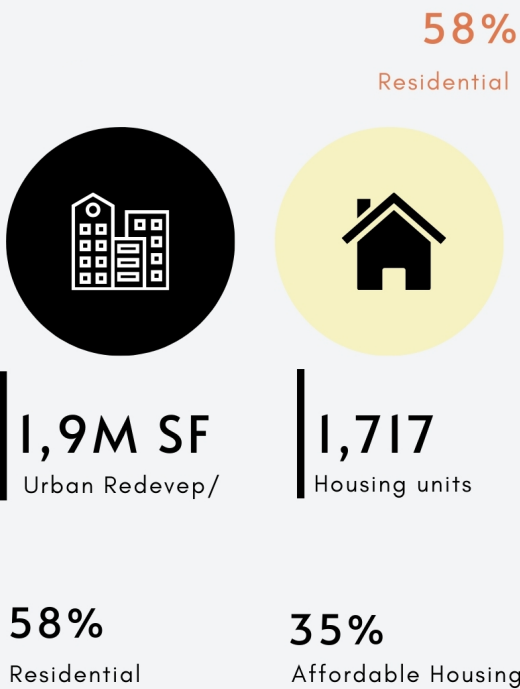 58%
Residential
1,9M SF
Urban Redevep/
1,717
Housing units
58%
Residential
35%
Affordable Housing